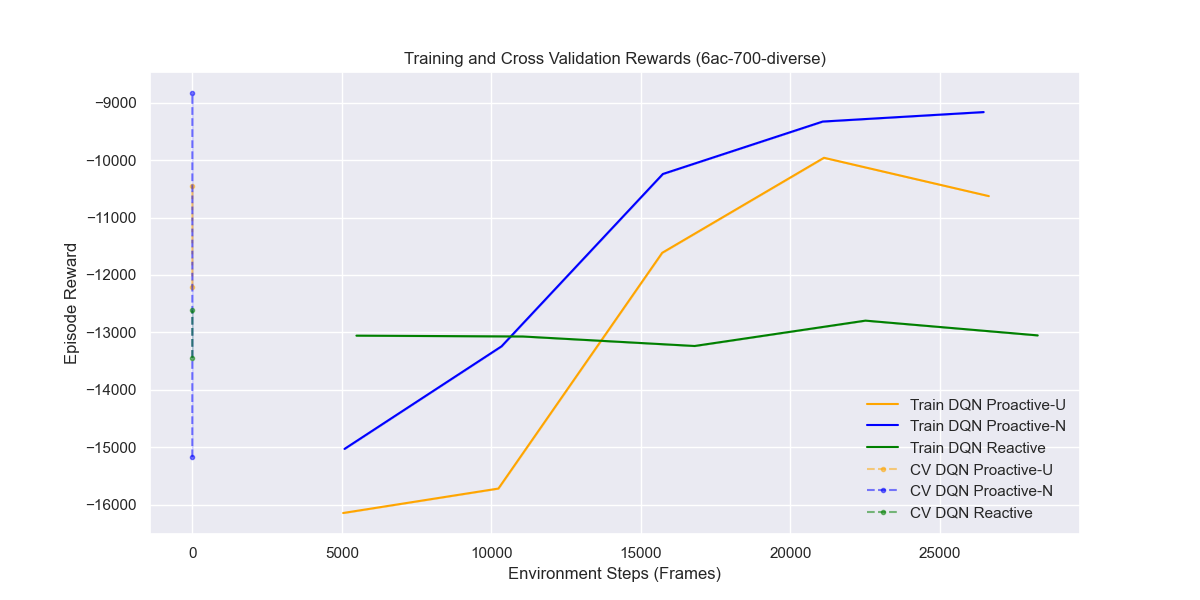 Training and Cross Validation Rewards (6ac-700-diverse)
Episode Reward
−9000
−10000
−11000
−12000
−13000
−14000
−15000
−16000
Train DQN Proactive-U
Train DQN Proactive-N
Train DQN Reactive
CV DQN Proactive-U
CV DQN Proactive-N
CV DQN Reactive
0 5000 10000 15000 20000 25000
Environment Steps (Frames)